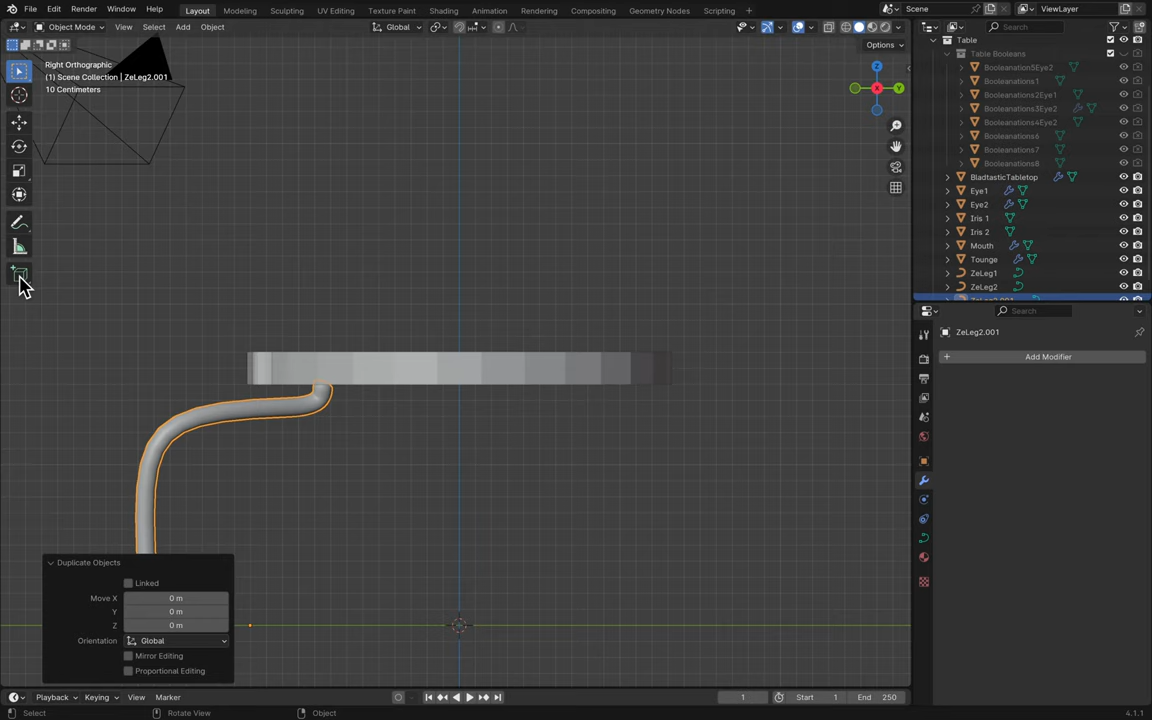 File Edit Render Window Help Layout Modeling Sculpting UV Editing Texture Paint Shading Animation Rendering Compositing Geometry Nodes Scripting + Scene ViewLayer
Object Mode View Select Add Object Global Search
Options
Right Orthographic
(1) Scene Collection | ZeLeg2.001
10 Centimeters
Z
Y
X
Table
Table Booleans
Booleanation5Eye2
Booleanations1
Booleanations2Eye1
Booleanations3Eye2
Booleanations4Eye2
Booleanations6
Booleanations7
Booleanations8
BladtasticTabletop
Eye1
Eye2
Iris 1
Iris 2
Mouth
Tounge
ZeLeg1
ZeLeg2
Search
ZeLeg2.001
+ Add Modifier
Duplicate Objects
Linked
Move X 0 m
Y 0 m
Z 0 m
Orientation Global
Mirror Editing
Proportional Editing
Playback Keying View Marker 1 Start 1 End 250
Select Rotate View Object 4.1.1